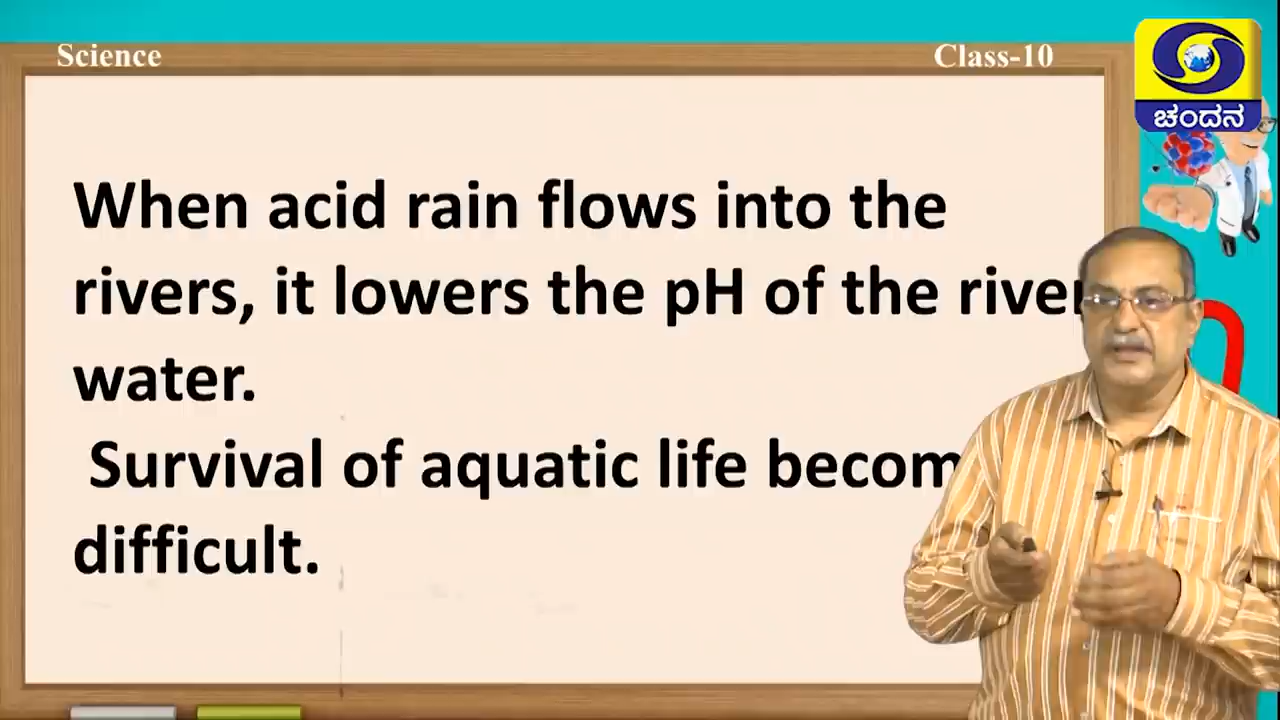 Science
Class-10
ಚಂದನ
When acid rain flows into the
rivers, it lowers the pH of the river
water.
Survival of aquatic life
difficult.